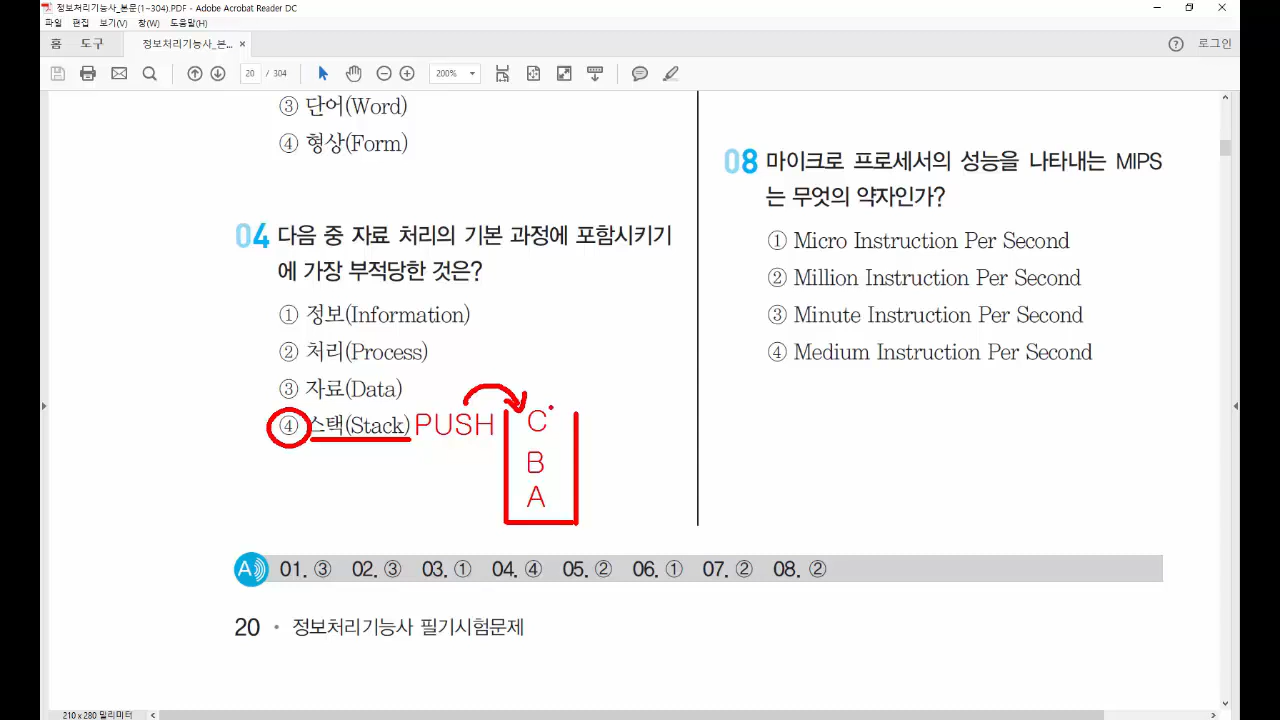 정보처리기능사_본문(1~304).PDF - Adobe Acrobat Reader DC
파일 편집 보기(V) 창(W) 도움말(H)
홈 도구 정보처리기능사_본... × ? 로그인
20 / 304 200%
③ 단어(Word)
④ 형상(Form)
04 다음 중 자료 처리의 기본 과정에 포함시키기
에 가장 부적당한 것은?
① 정보(Information)
② 처리(Process)
③ 자료(Data)
④ 스택(Stack) PUSH C
B
A
08 마이크로 프로세서의 성능을 나타내는 MIPS
는 무엇의 약자인가?
① Micro Instruction Per Second
② Million Instruction Per Second
③ Minute Instruction Per Second
④ Medium Instruction Per Second
A 01. ③ 02. ③ 03. ① 04. ④ 05. ② 06. ① 07. ② 08. ②
20 • 정보처리기능사 필기시험문제
210 x 280 밀리미터